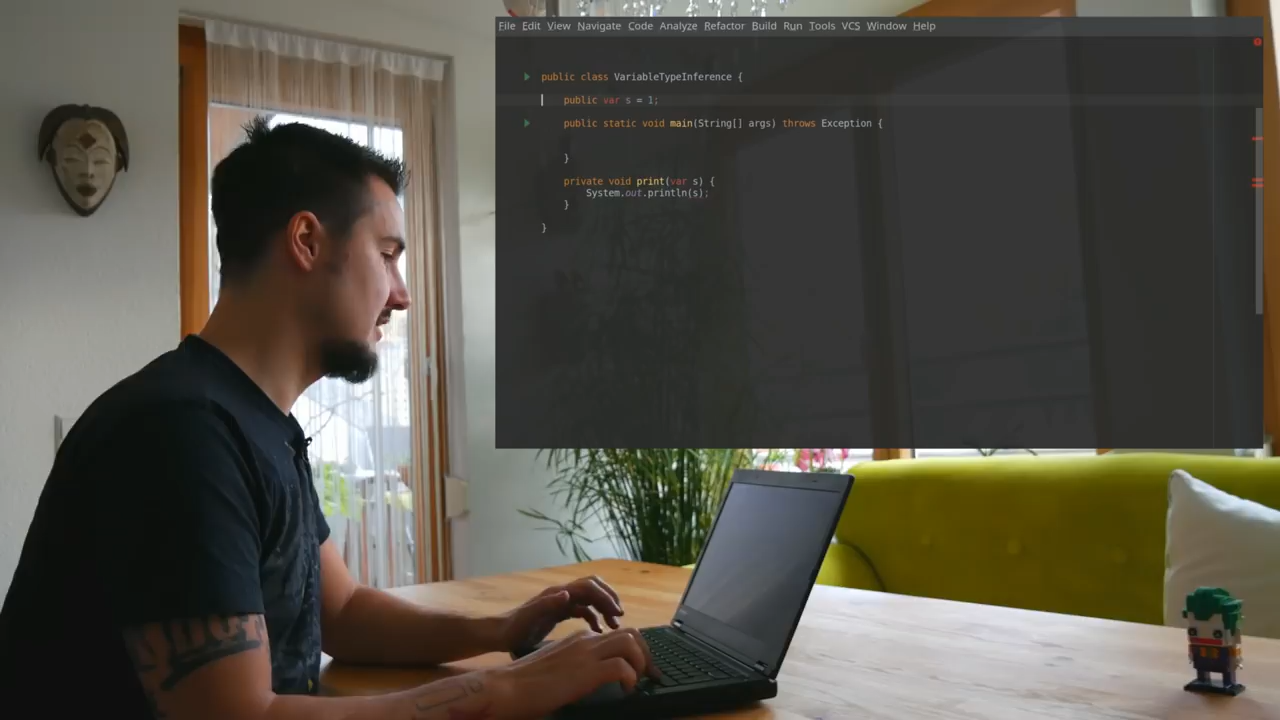 File Edit View Navigate Code Analyze Refactor Build Run Tools VCS Window Help
public class VariableTypeInference {
public var s = 1;
public static void main(String[] args) throws Exception {
}
private void print(var s) {
System.out.println(s);
}
}